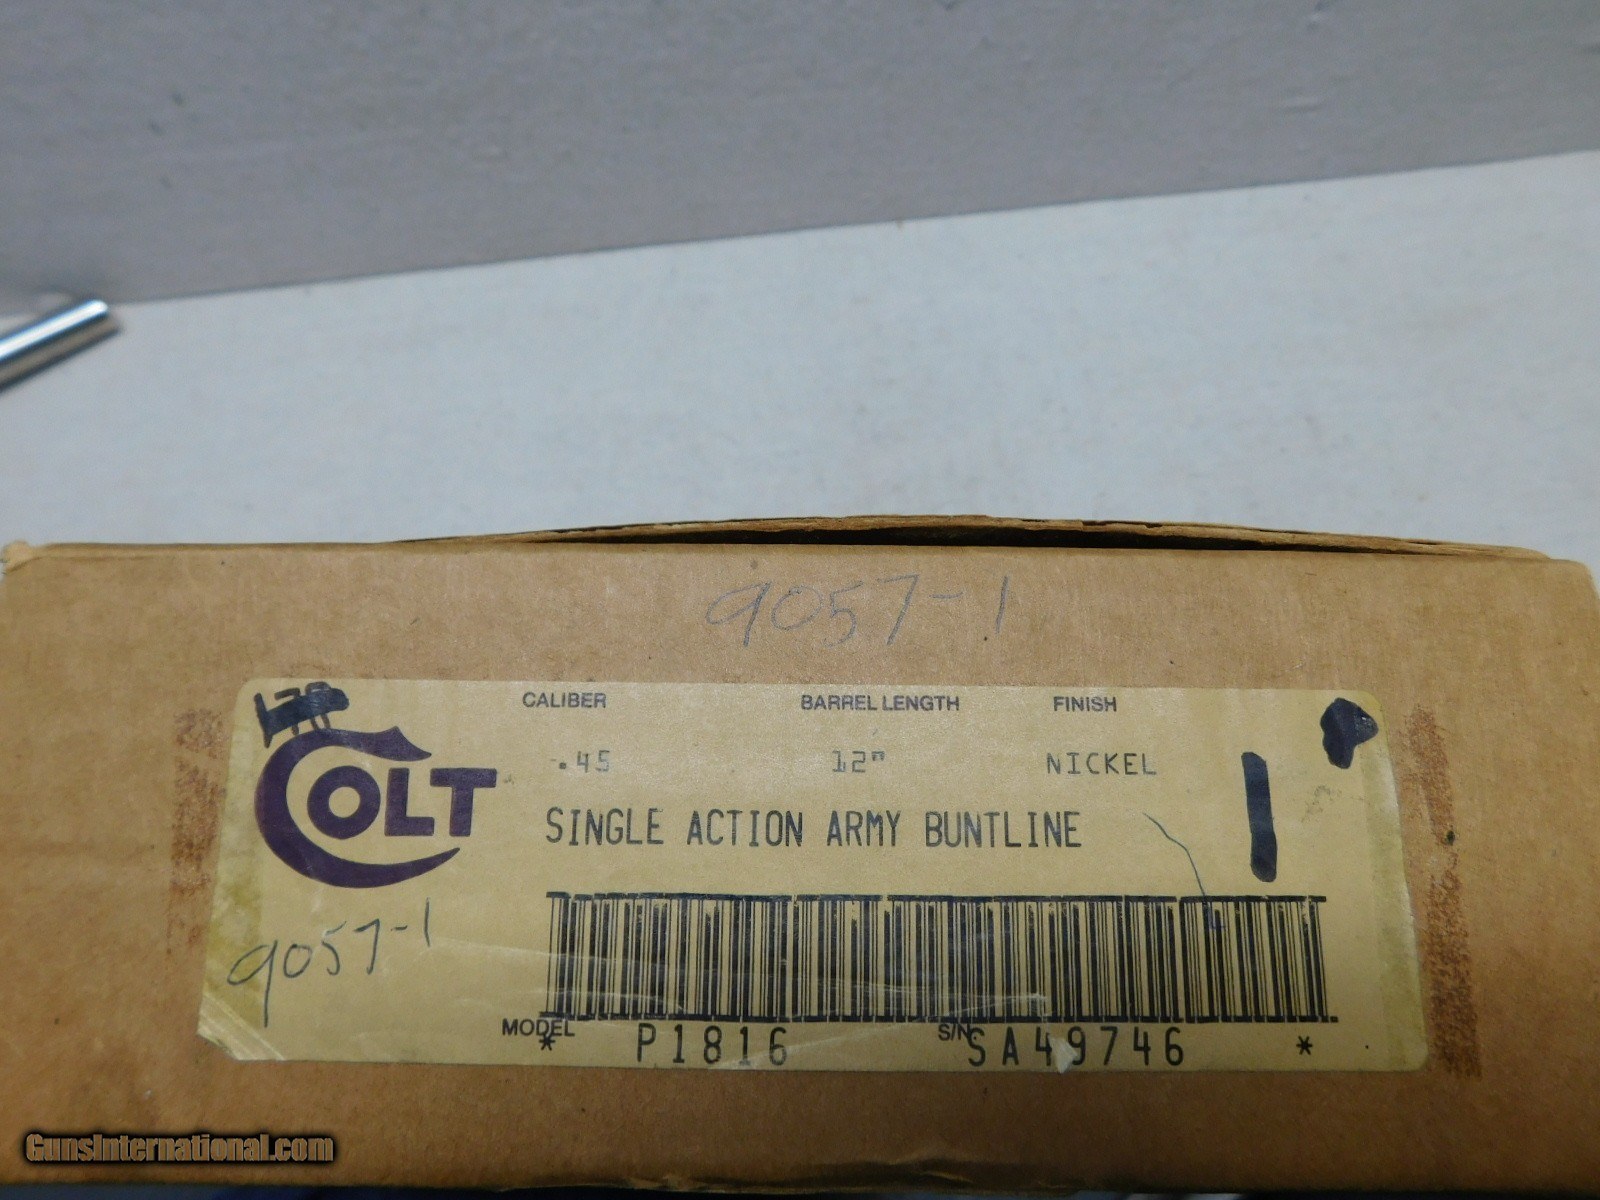 9057-1
CALIBER BARREL LENGTH FINISH
COLT
.45 12" NICKEL
SINGLE ACTION ARMY BUNTLINE
1
9057-1
MODEL S/N
* P1816 SA49746 *
GunsInternational.com